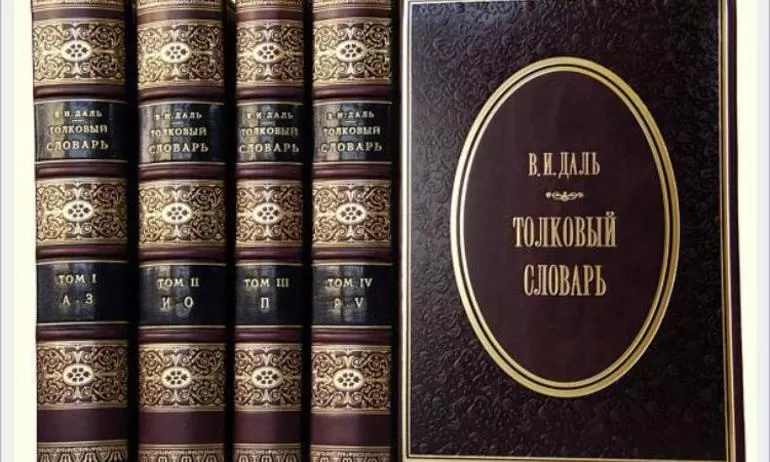 В.И.ДАЛЬ
ТОЛКОВЫЙ
СЛОВАРЬ
ТОМ I
А-З
В.И.ДАЛЬ
ТОЛКОВЫЙ
СЛОВАРЬ
ТОМ II
И-О
В.И.ДАЛЬ
ТОЛКОВЫЙ
СЛОВАРЬ
ТОМ III
П
В.И.ДАЛЬ
ТОЛКОВЫЙ
СЛОВАРЬ
ТОМ IV
Р-Ѵ
В.И.ДАЛЬ
ТОЛКОВЫЙ
СЛОВАРЬ